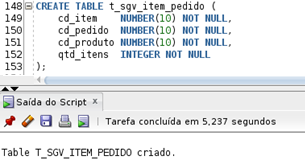 148 CREATE TABLE t_sgv_item_pedido (
149 cd_item NUMBER(10) NOT NULL,
150 cd_pedido NUMBER(10) NOT NULL,
151 cd_produto NUMBER(10) NOT NULL,
152 qtd_itens INTEGER NOT NULL
153 );
Saída do Script ×
Tarefa concluída em 5,237 segundos
Table T_SGV_ITEM_PEDIDO criado.